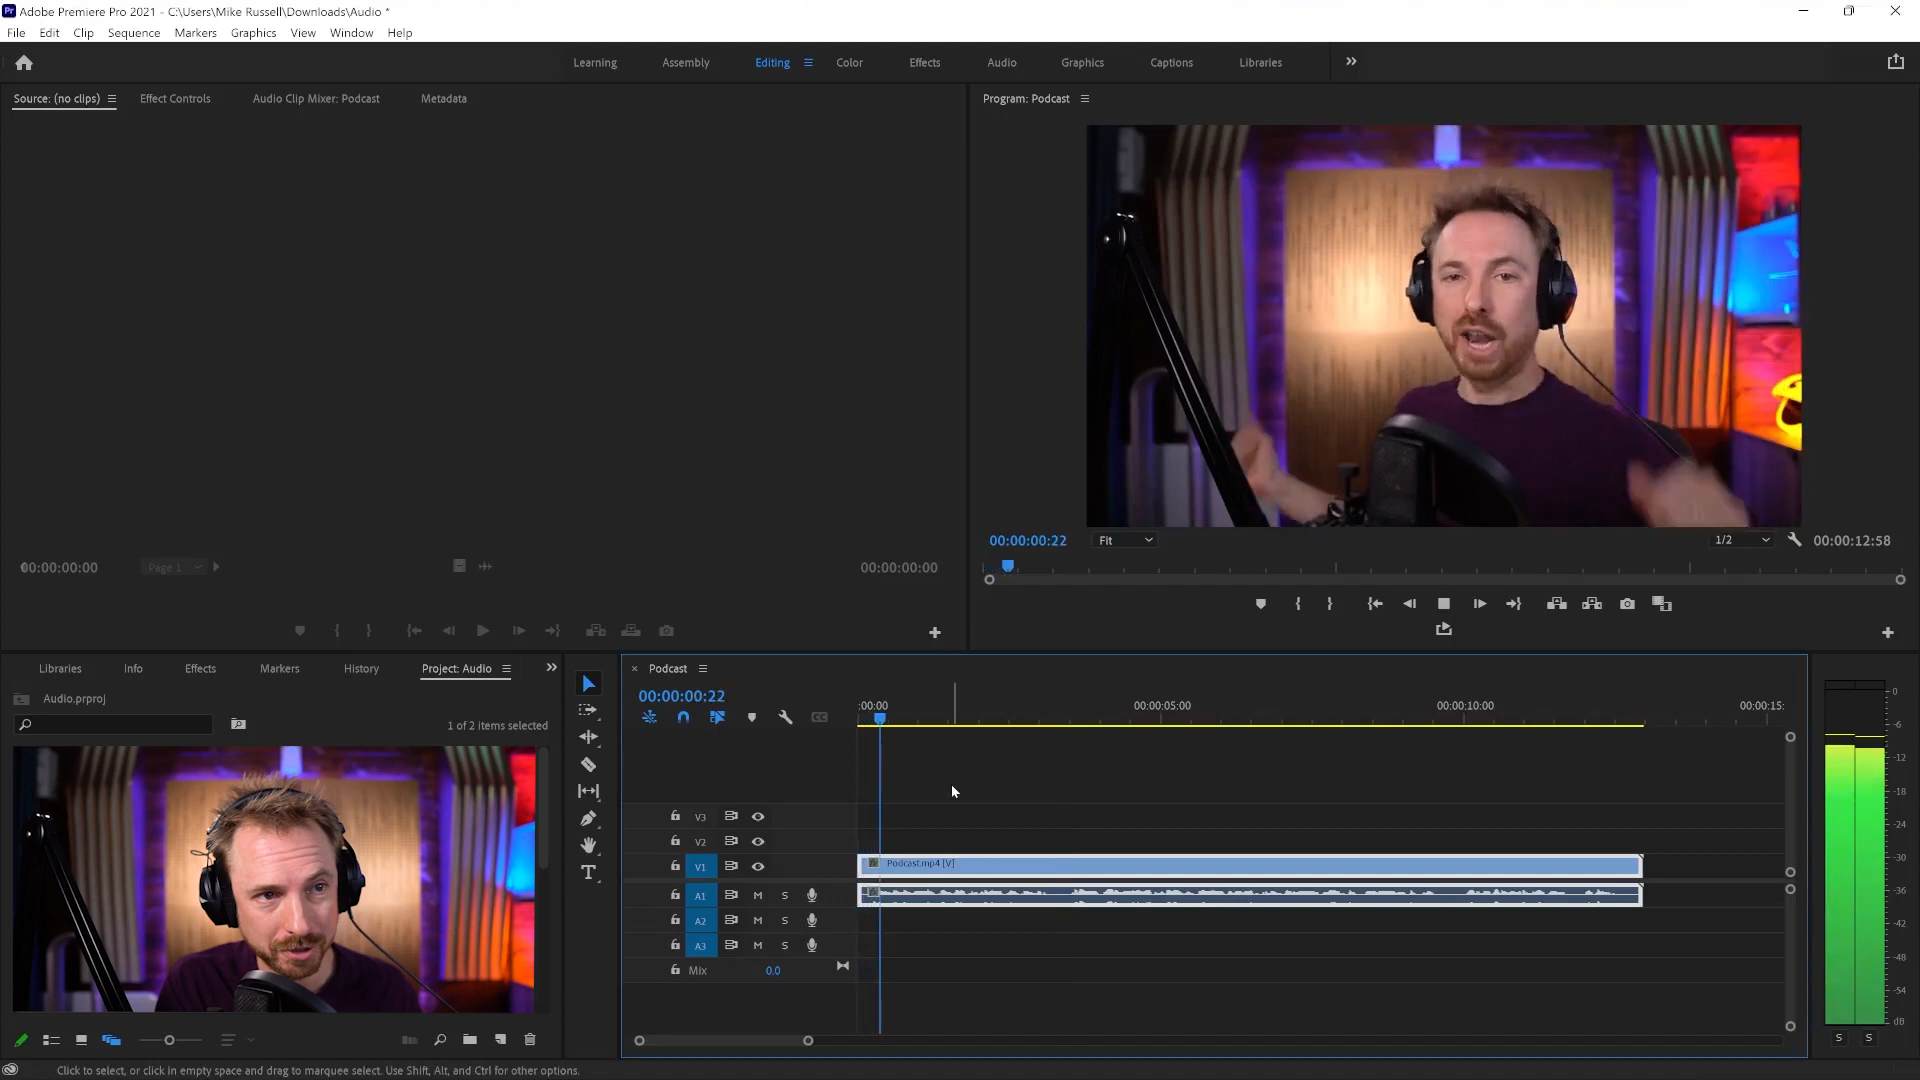 Adobe Premiere Pro 2021 - C:\Users\Mike Russell\Downloads\Audio *
File Edit Clip Sequence Markers Graphics View Window Help
Learning Assembly Editing Color Effects Audio Graphics Captions Libraries
Source: (no clips) Effect Controls Audio Clip Mixer: Podcast Metadata
Program: Podcast
00:00:00:22 Fit 1/2 00:00:12:58
00:00:00:00 Page 1 00:00:00:00
Libraries Info Effects Markers History Project: Audio
Audio.prproj
1 of 2 items selected
Podcast
00:00:00:22
:00:00 00:00:05:00 00:00:10:00 00:00:15:
V3
V2
V1 Podcast.mp4 [V]
A1 M S
A2 M S
A3 M S
Mix 0.0
0
-6
-12
-18
-24
-30
-36
-42
-48
-54
dB
S S
Click to select, or click in empty space and drag to marquee select. Use Shift, Alt, and Ctrl for other options.